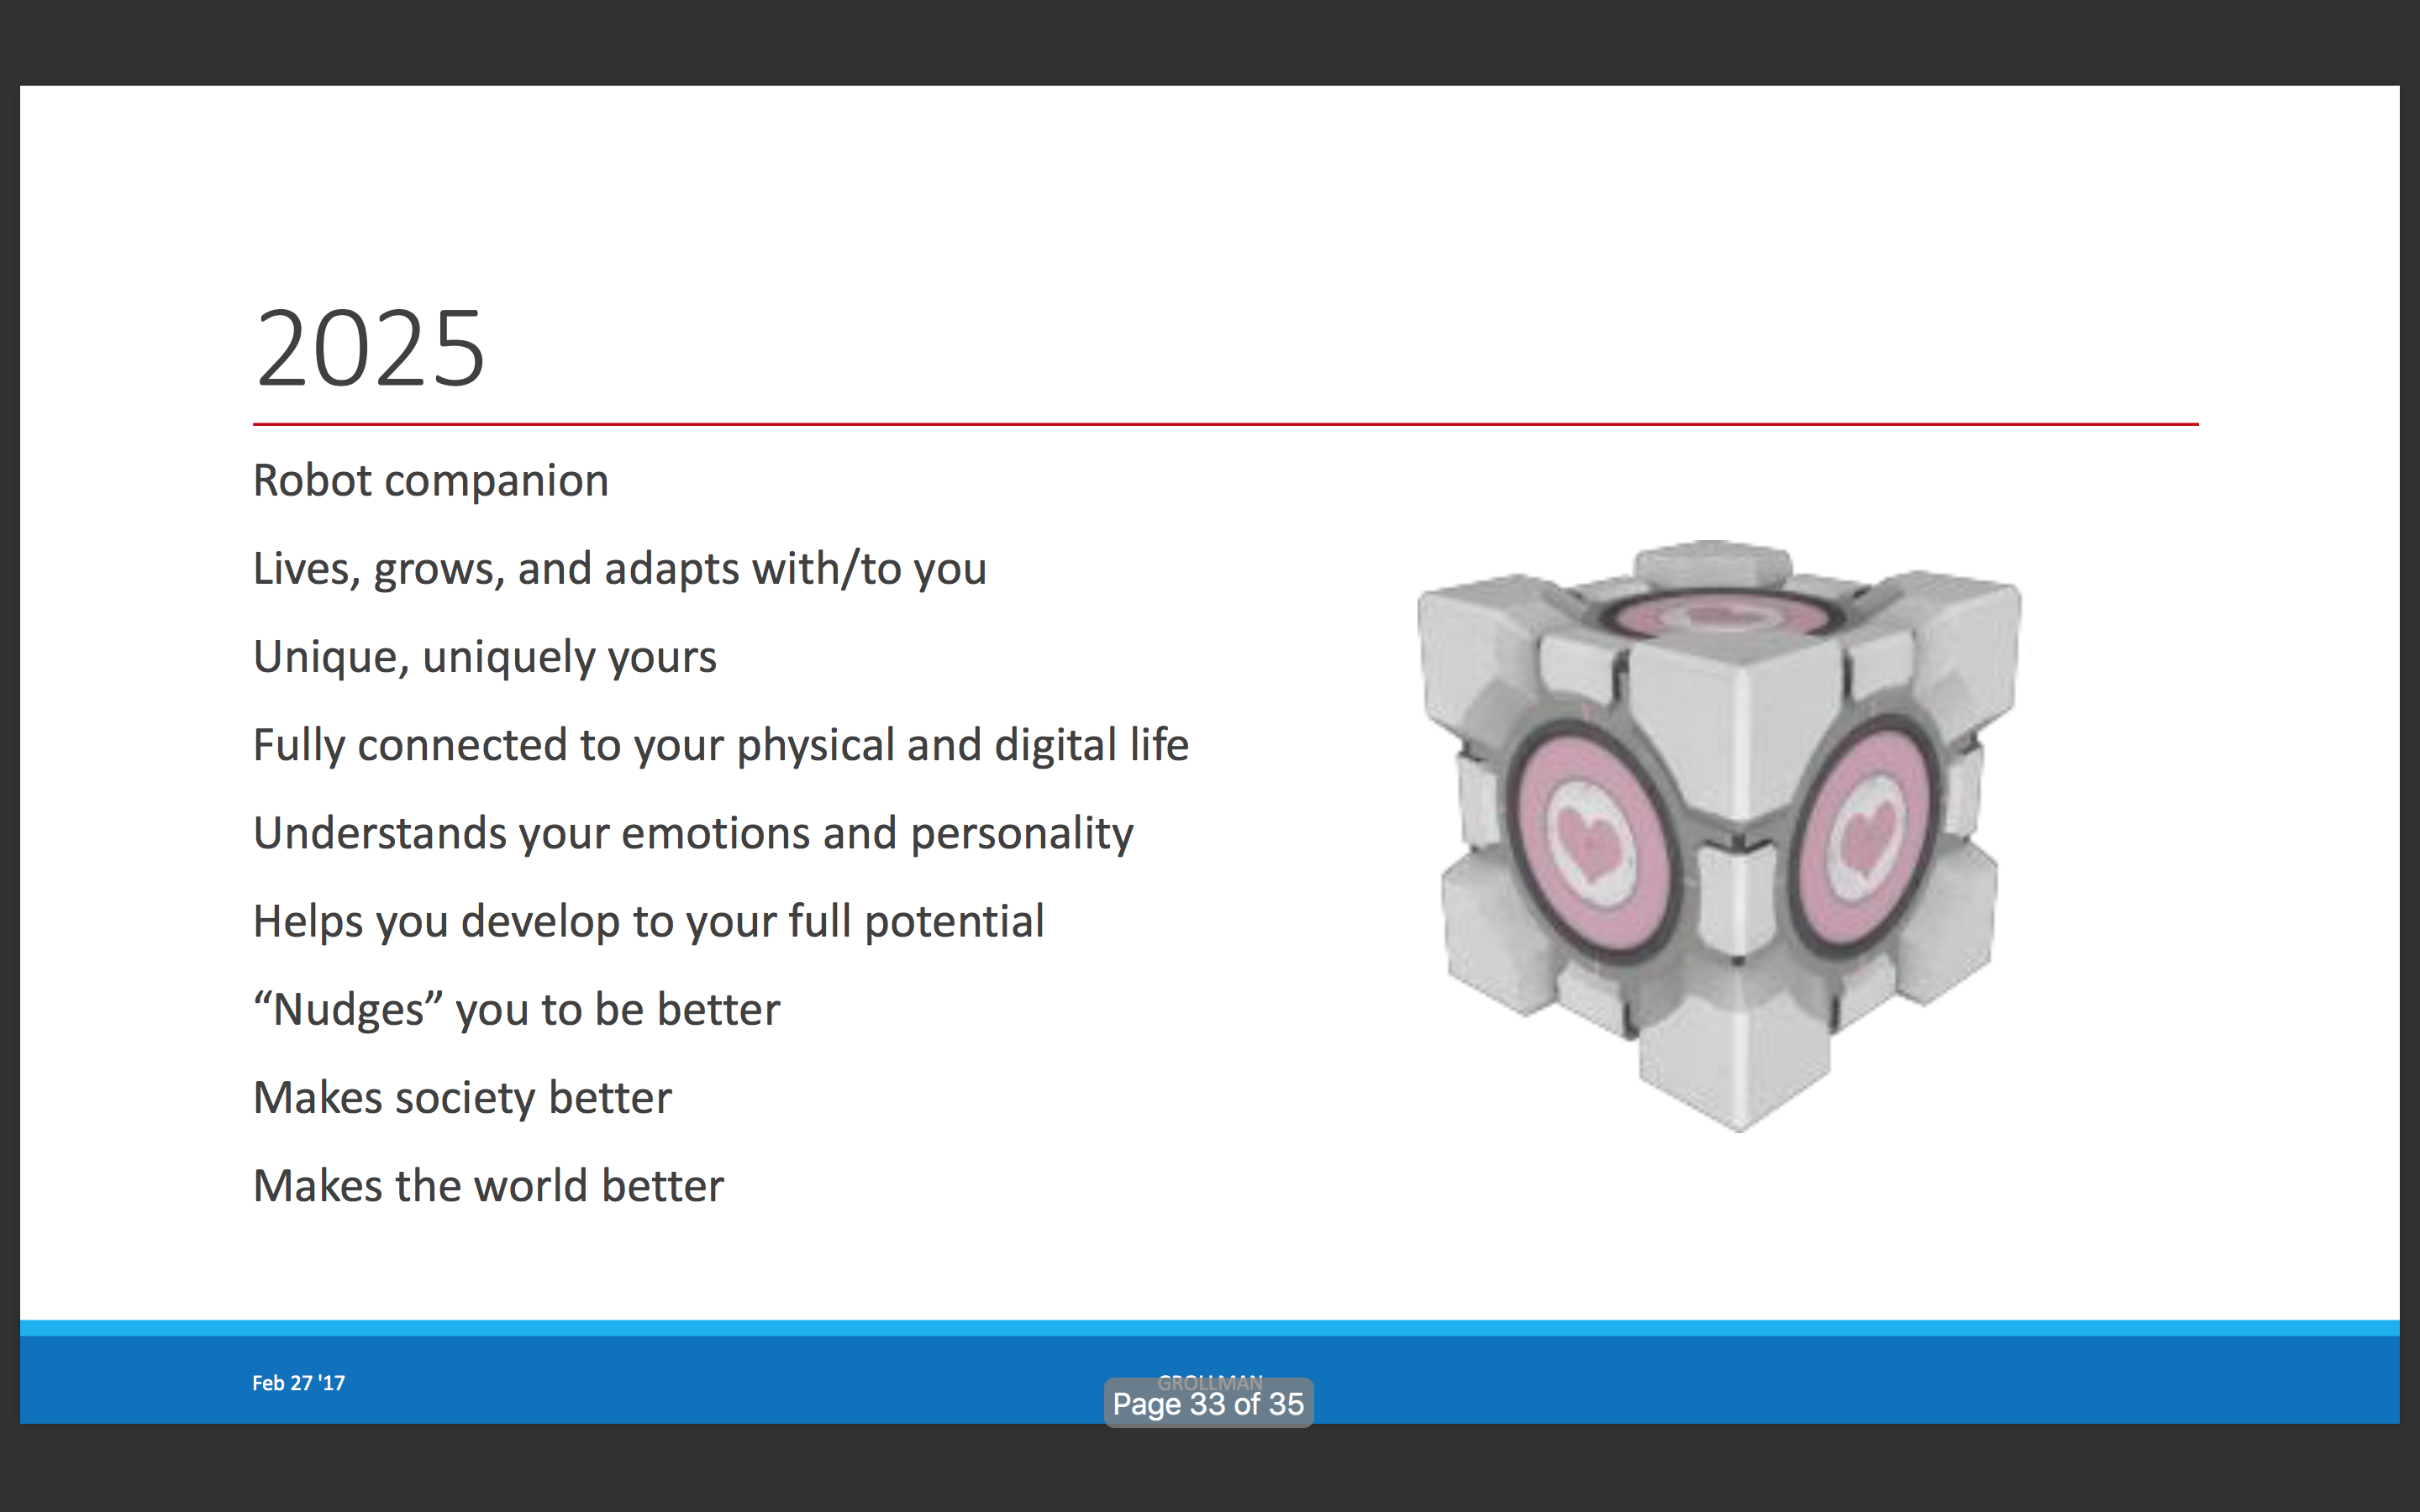 2025
Robot companion
Lives, grows, and adapts with/to you
Unique, uniquely yours
Fully connected to your physical and digital life
Understands your emotions and personality
Helps you develop to your full potential
“Nudges” you to be better
Makes society better
Makes the world better
Feb 27 '17
GROLLMAN
Page 33 of 35